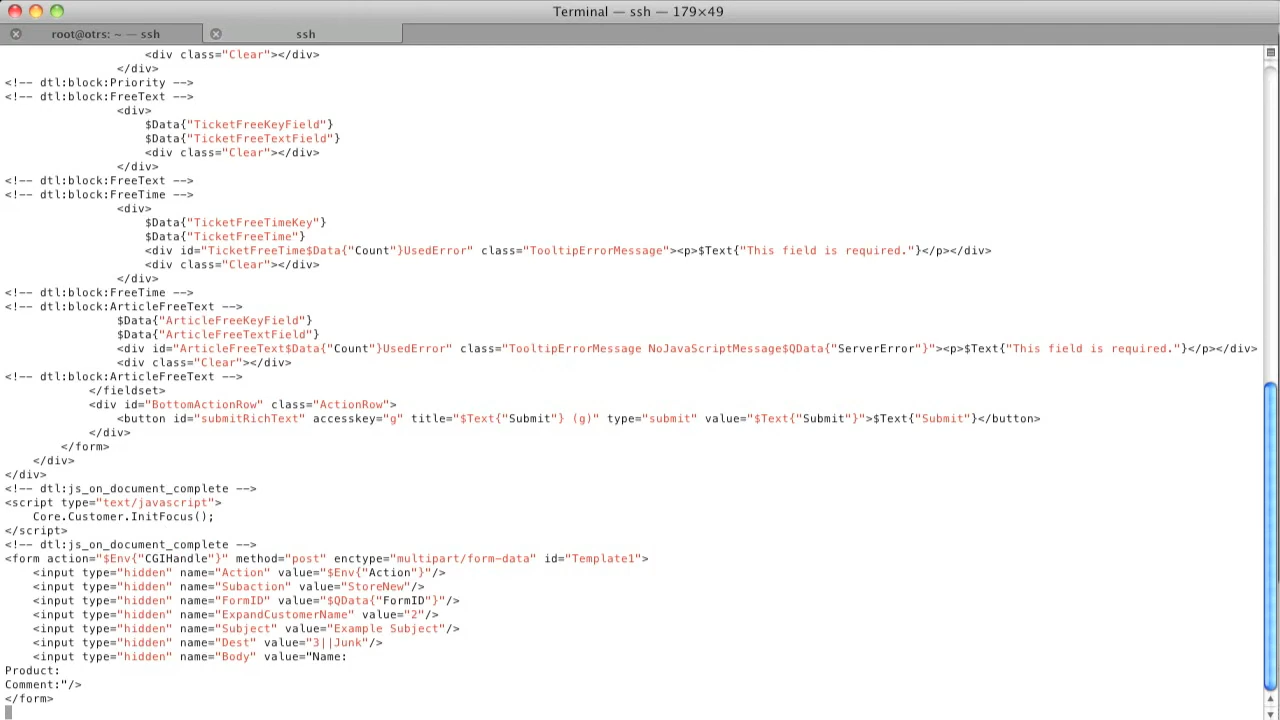 Terminal — ssh — 179×49
root@otrs: ~ — ssh
ssh
<div class="Clear"></div>
</div>
<!-- dtl:block:Priority -->
<!-- dtl:block:FreeText -->
<div>
$Data{"TicketFreeKeyField"}
$Data{"TicketFreeTextField"}
<div class="Clear"></div>
</div>
<!-- dtl:block:FreeText -->
<!-- dtl:block:FreeTime -->
<div>
$Data{"TicketFreeTimeKey"}
$Data{"TicketFreeTime"}
<div id="TicketFreeTime$Data{"Count"}UsedError" class="TooltipErrorMessage"><p>$Text{"This field is required."}</p></div>
<div class="Clear"></div>
</div>
<!-- dtl:block:FreeTime -->
<!-- dtl:block:ArticleFreeText -->
$Data{"ArticleFreeKeyField"}
$Data{"ArticleFreeTextField"}
<div id="ArticleFreeText$Data{"Count"}UsedError" class="TooltipErrorMessage NoJavaScriptMessage$QData{"ServerError"}"><p>$Text{"This field is required."}</p></div>
<div class="Clear"></div>
<!-- dtl:block:ArticleFreeText -->
</fieldset>
<div id="BottomActionRow" class="ActionRow">
<button id="submitRichText" accesskey="g" title="$Text{"Submit"} (g)" type="submit" value="$Text{"Submit"}">$Text{"Submit"}</button>
</div>
</form>
</div>
</div>
<!-- dtl:js_on_document_complete -->
<script type="text/javascript">
Core.Customer.InitFocus();
</script>
<!-- dtl:js_on_document_complete -->
<form action="$Env{"CGIHandle"}" method="post" enctype="multipart/form-data" id="Template1">
<input type="hidden" name="Action" value="$Env{"Action"}"/>
<input type="hidden" name="Subaction" value="StoreNew"/>
<input type="hidden" name="FormID" value="$QData{"FormID"}"/>
<input type="hidden" name="ExpandCustomerName" value="2"/>
<input type="hidden" name="Subject" value="Example Subject"/>
<input type="hidden" name="Dest" value="3||Junk"/>
<input type="hidden" name="Body" value="Name:
Product:
Comment:"/>
</form>